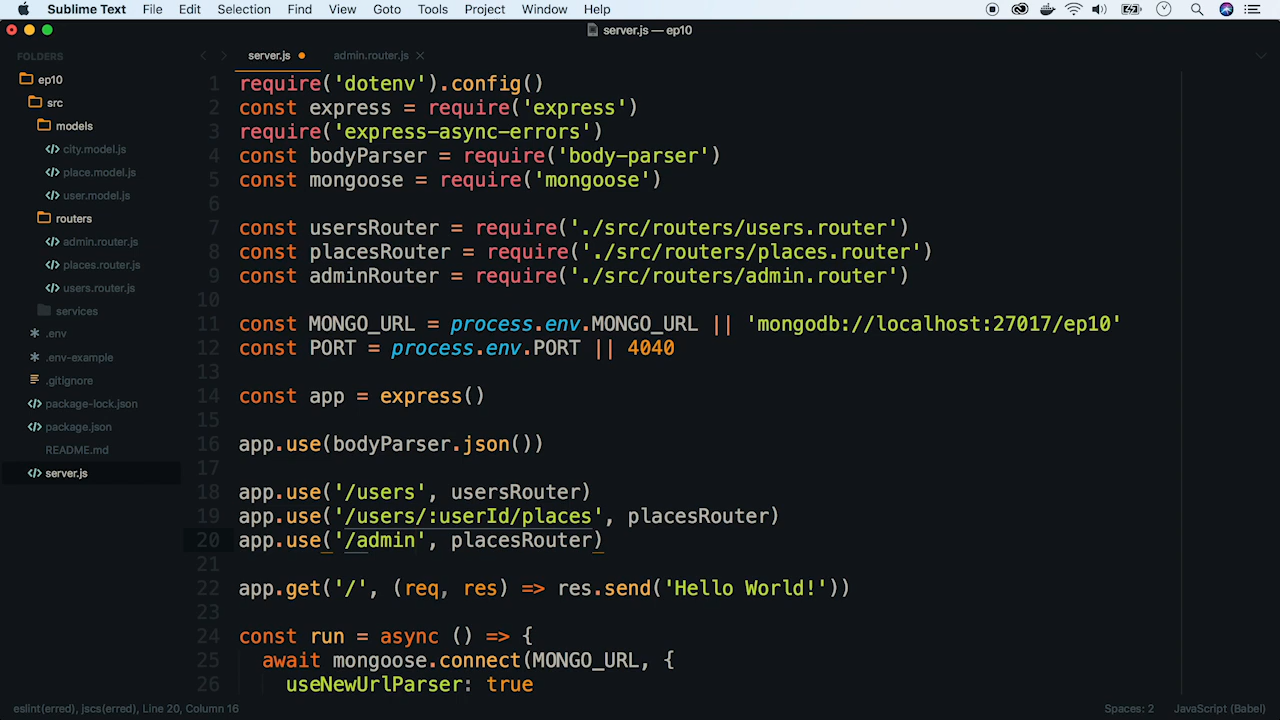 Sublime Text File Edit Selection Find View Goto Tools Project Window Help
server.js — ep10
FOLDERS
ep10
src
models
city.model.js
place.model.js
user.model.js
routers
admin.router.js
places.router.js
users.router.js
services
.env
.env-example
.gitignore
package-lock.json
package.json
README.md
server.js
server.js admin.router.js
1 require('dotenv').config()
2 const express = require('express')
3 require('express-async-errors')
4 const bodyParser = require('body-parser')
5 const mongoose = require('mongoose')
6
7 const usersRouter = require('./src/routers/users.router')
8 const placesRouter = require('./src/routers/places.router')
9 const adminRouter = require('./src/routers/admin.router')
10
11 const MONGO_URL = process.env.MONGO_URL || 'mongodb://localhost:27017/ep10'
12 const PORT = process.env.PORT || 4040
13
14 const app = express()
15
16 app.use(bodyParser.json())
17
18 app.use('/users', usersRouter)
19 app.use('/users/:userId/places', placesRouter)
20 app.use('/admin', placesRouter)
21
22 app.get('/', (req, res) => res.send('Hello World!'))
23
24 const run = async () => {
25 await mongoose.connect(MONGO_URL, {
26 useNewUrlParser: true
eslint(erred), jscs(erred), Line 20, Column 16 Spaces: 2 JavaScript (Babel)